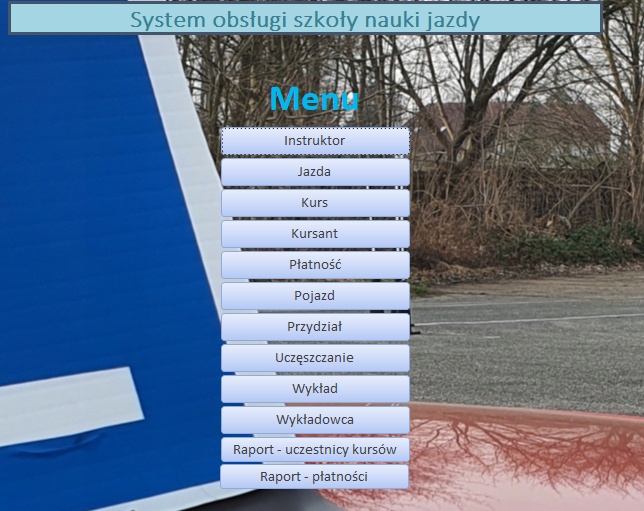 System obsługi szkoły nauki jazdy
Menu
Instruktor
Jazda
Kurs
Kursant
Płatność
Pojazd
Przydział
Uczęszczanie
Wykład
Wykładowca
Raport - uczestnicy kursów
Raport - płatności